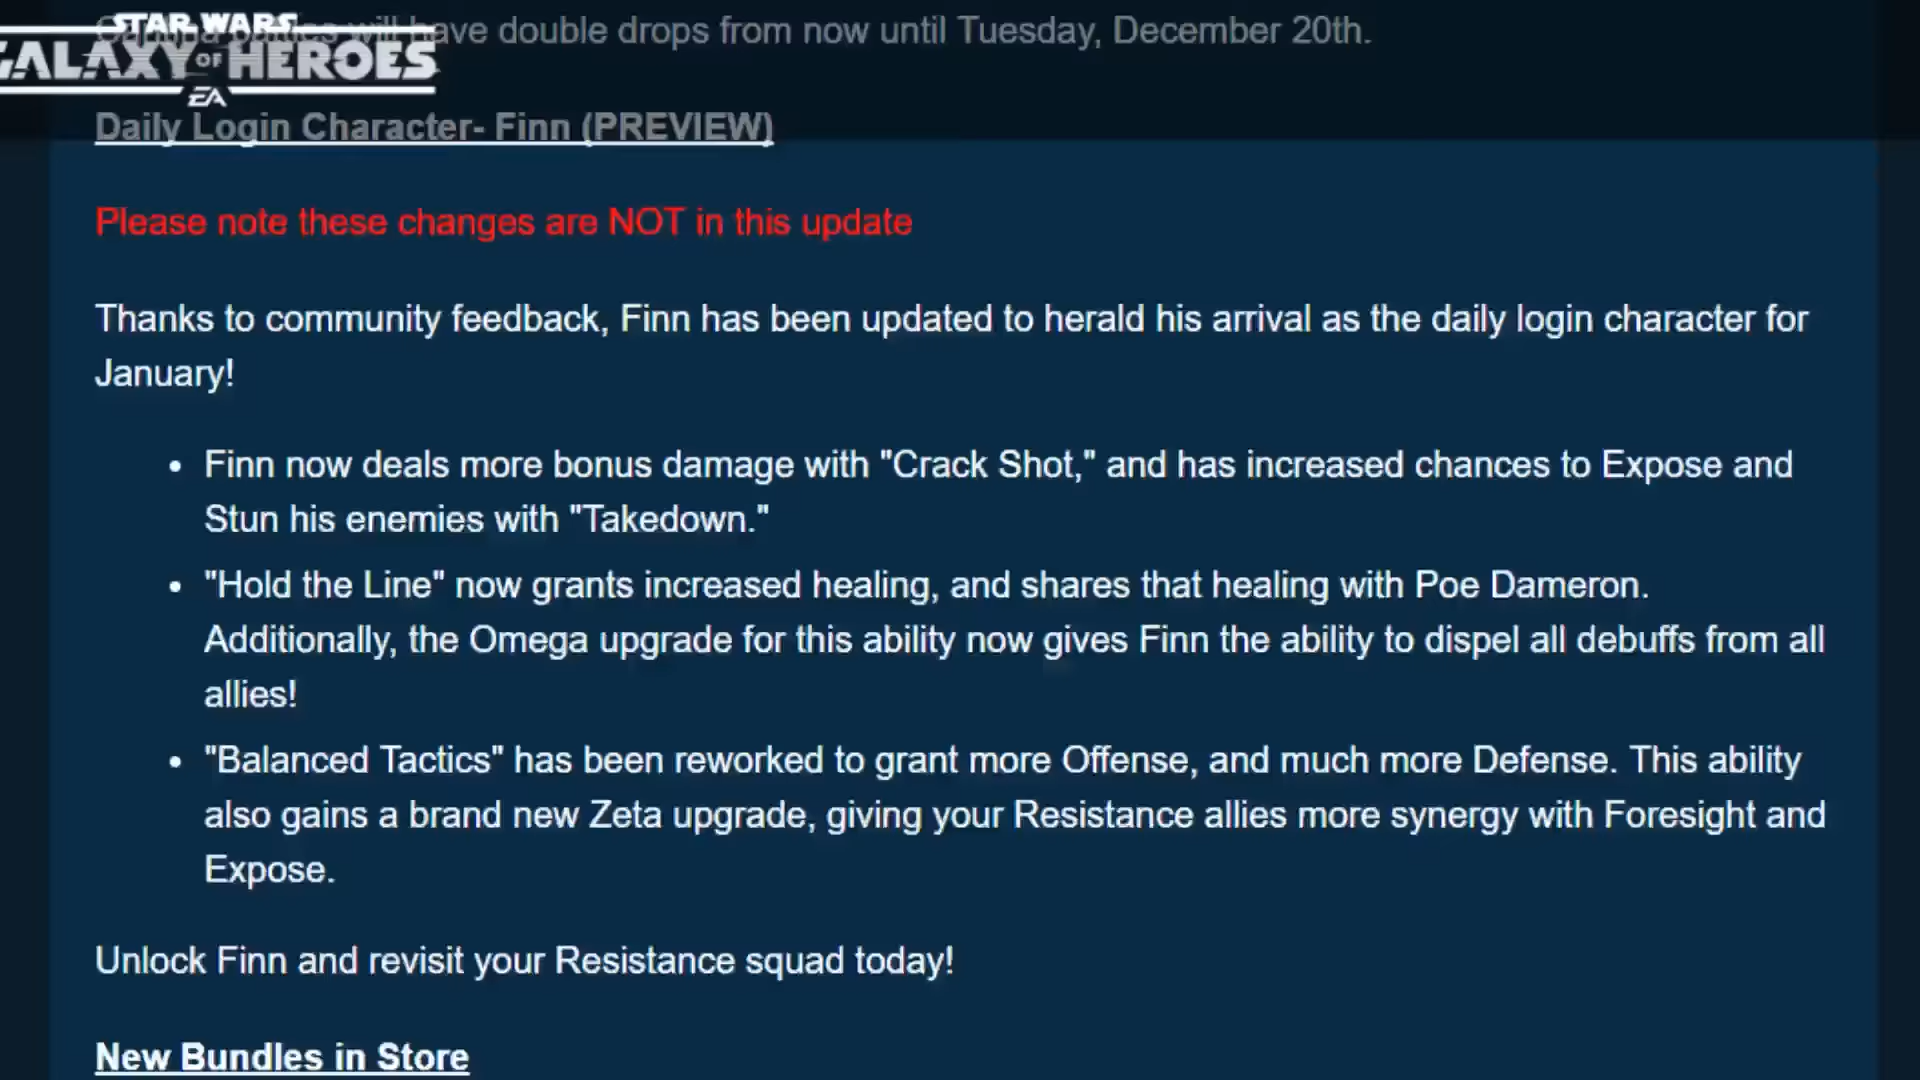 STAR WARS
GALAXY OF HEROES
EA
will have double drops from now until Tuesday, December 20th.
Daily Login Character- Finn (PREVIEW)
Please note these changes are NOT in this update
Thanks to community feedback, Finn has been updated to herald his arrival as the daily login character for
January!
• Finn now deals more bonus damage with "Crack Shot," and has increased chances to Expose and
Stun his enemies with "Takedown."
• "Hold the Line" now grants increased healing, and shares that healing with Poe Dameron.
Additionally, the Omega upgrade for this ability now gives Finn the ability to dispel all debuffs from all
allies!
• "Balanced Tactics" has been reworked to grant more Offense, and much more Defense. This ability
also gains a brand new Zeta upgrade, giving your Resistance allies more synergy with Foresight and
Expose.
Unlock Finn and revisit your Resistance squad today!
New Bundles in Store